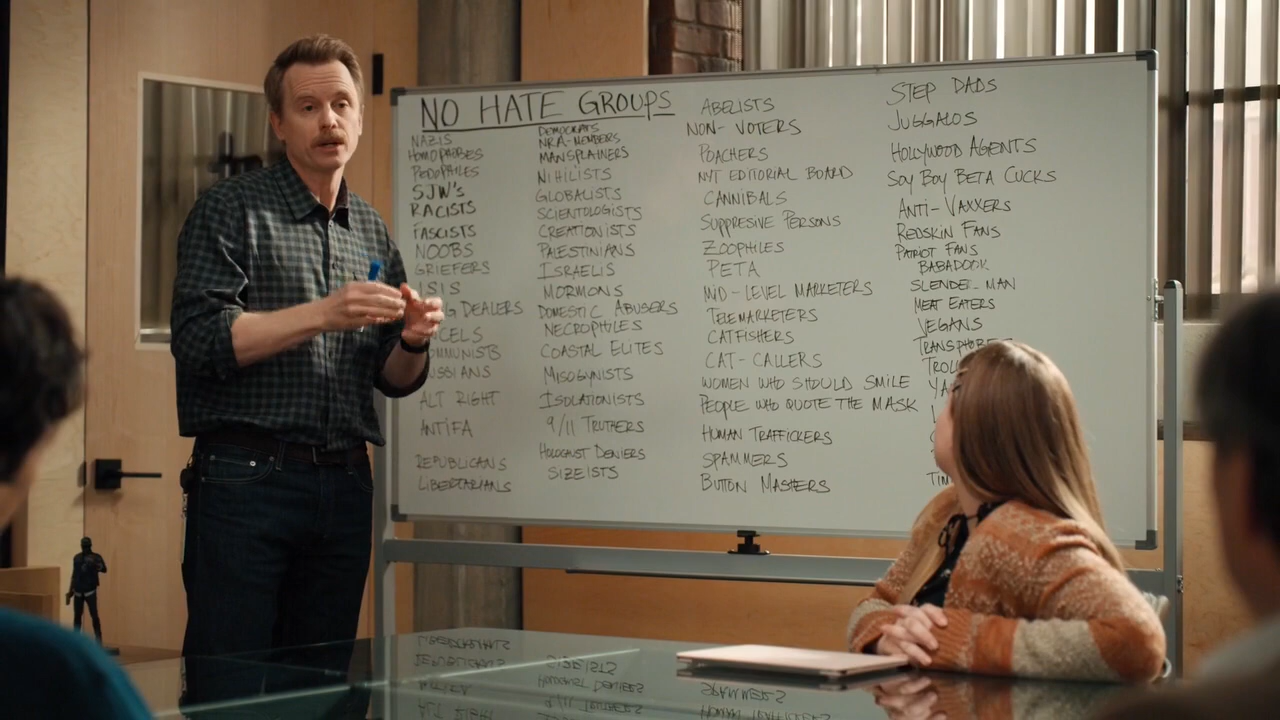 NO HATE GROUPS
NAZIS
HOMOPHOBES
PEDOPHILES
SJW's
RACISTS
FASCISTS
NOOBS
GRIEFERS
ISIS
DEALERS
COMMUNISTS
ALT RIGHT
ANTIFA
REPUBLICANS
LIBERTARIANS
DEMOCRATS
NRA-MEMBERS
MANSPLAINERS
NIHILISTS
GLOBALISTS
SCIENTOLOGISTS
CREATIONISTS
PALESTINIANS
ISRAELIS
MORMONS
DOMESTIC ABUSERS
NECROPHILES
COASTAL ELITES
MISOGYNISTS
ISOLATIONISTS
9/11 TRUTHERS
HOLOCAUST DENIERS
SIZEISTS
ABELISTS
NON-VOTERS
POACHERS
NYT EDITORIAL BOARD
CANNIBALS
SUPPRESIVE PERSONS
ZOOPHILES
PETA
MID-LEVEL MARKETERS
TELEMARKETERS
CATFISHERS
CAT-CALLERS
WOMEN WHO SHOULD SMILE
PEOPLE WHO QUOTE THE MASK
HUMAN TRAFFICKERS
SPAMMERS
BUTTON MASHERS
STEP DADS
JUGGALOS
HOLLYWOOD AGENTS
SOY BOY BETA CUCKS
ANTI-VAXXERS
REDSKIN FANS
PATRIOT FANS
BABADOOK
SLENDER-MAN
MEAT EATERS
VEGANS
TRANSPHOBES